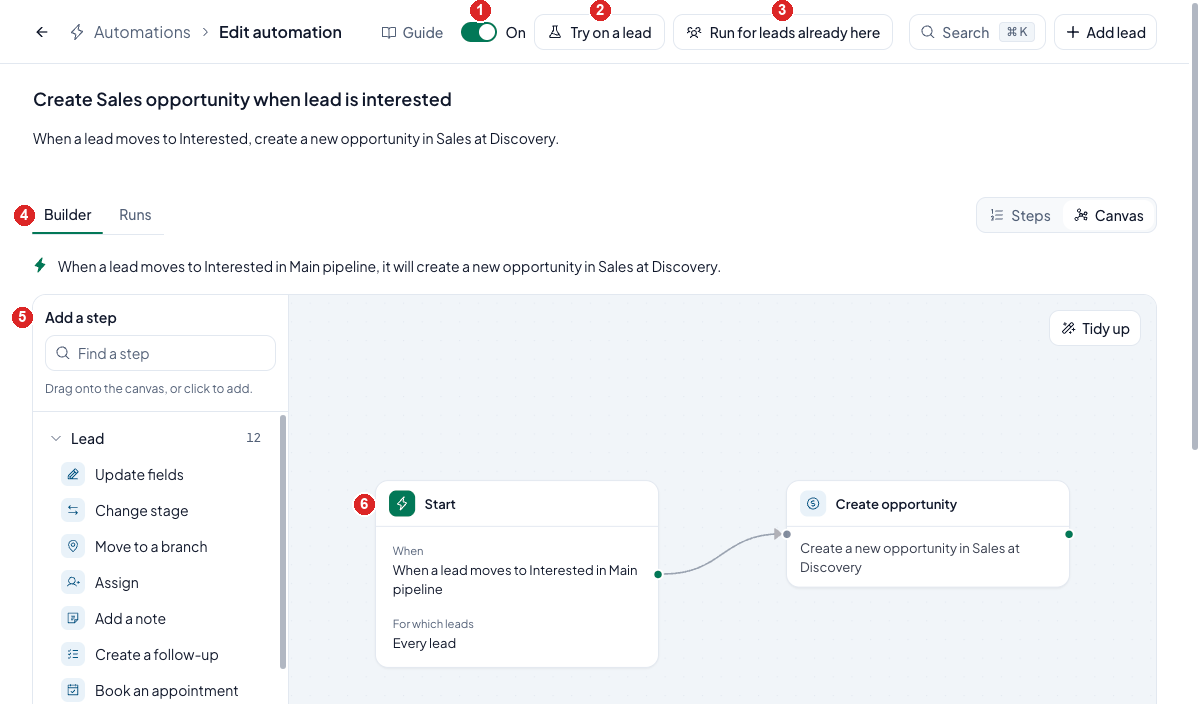 1
2
3
Automations > Edit automation
Guide
On
Try on a lead
Run for leads already here
Search
⌘ K
+ Add lead
Create Sales opportunity when lead is interested
When a lead moves to Interested, create a new opportunity in Sales at Discovery.
4
Builder
Runs
Steps
Canvas
When a lead moves to Interested in Main pipeline, it will create a new opportunity in Sales at Discovery.
5
Add a step
Find a step
Drag onto the canvas, or click to add.
Lead
12
Update fields
Change stage
Move to a branch
Assign
Add a note
Create a follow-up
Book an appointment
Tidy up
6
Start
When
When a lead moves to Interested in Main
pipeline
For which leads
Every lead
Create opportunity
Create a new opportunity in Sales at
Discovery